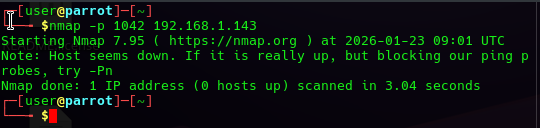 ┌─[user@parrot]─[~]
└──╼ $nmap -p 1042 192.168.1.143
Starting Nmap 7.95 ( https://nmap.org ) at 2026-01-23 09:01 UTC
Note: Host seems down. If it is really up, but blocking our ping p
robes, try -Pn
Nmap done: 1 IP address (0 hosts up) scanned in 3.04 seconds
┌─[user@parrot]─[~]
└──╼ $